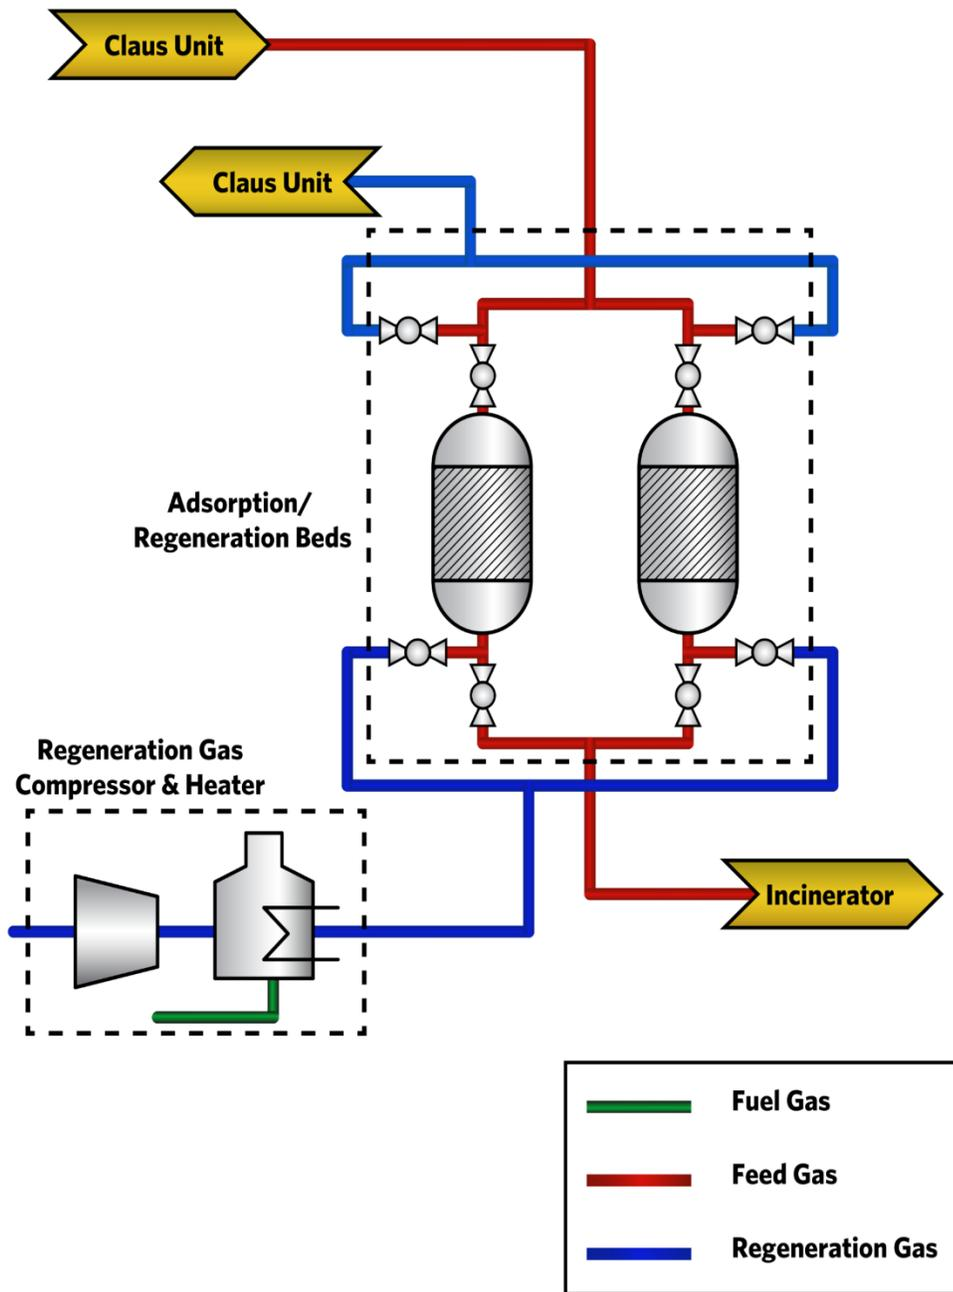 Claus Unit
Claus Unit
Adsorption/
Regeneration Beds
Regeneration Gas
Compressor & Heater
Incinerator
Fuel Gas
Feed Gas
Regeneration Gas